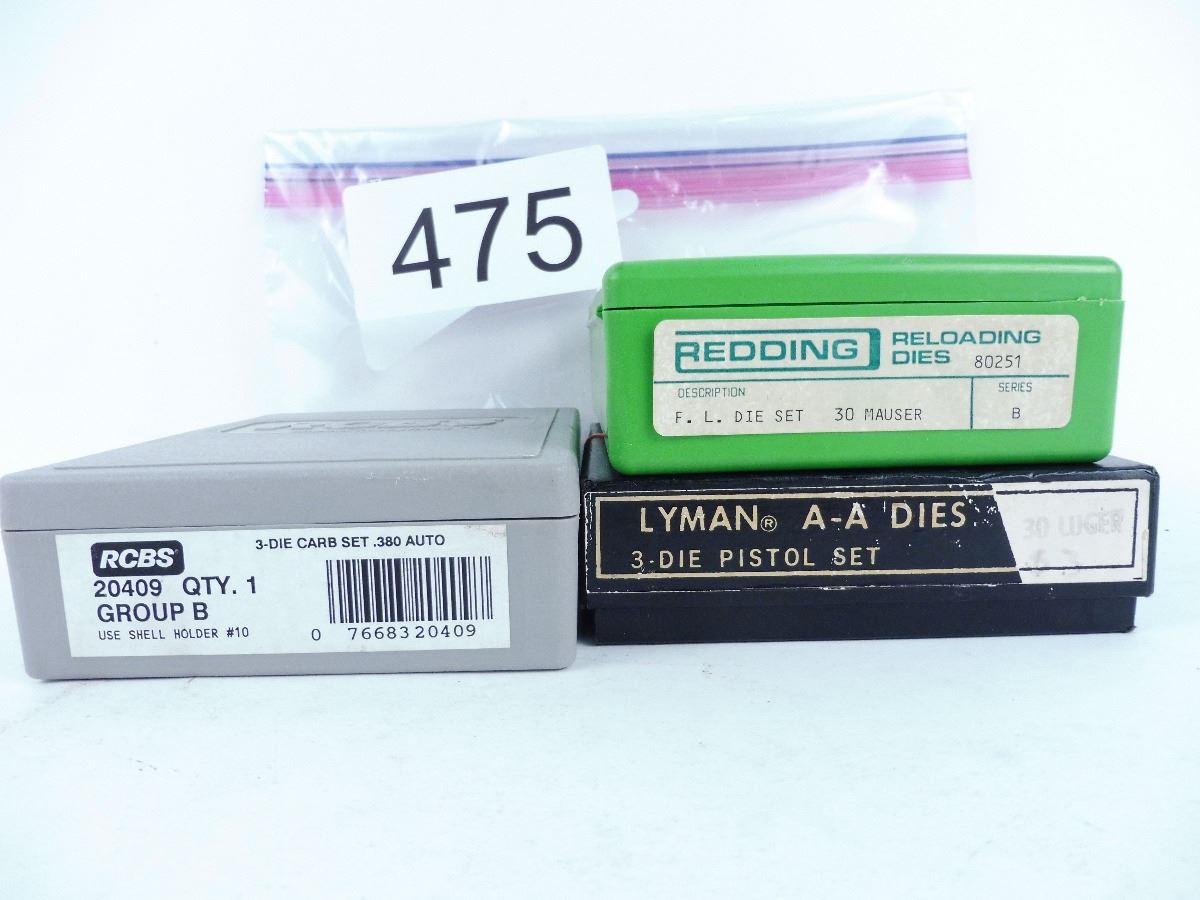 475
REDDING RELOADING
DIES 80251
DESCRIPTION SERIES
F. L. DIE SET 30 MAUSER B
LYMAN® A-A DIES
30 LUGER
3-DIE PISTOL SET
RCBS®
3-DIE CARB SET .380 AUTO
20409 QTY. 1
GROUP B
USE SHELL HOLDER #10
0 7668320409